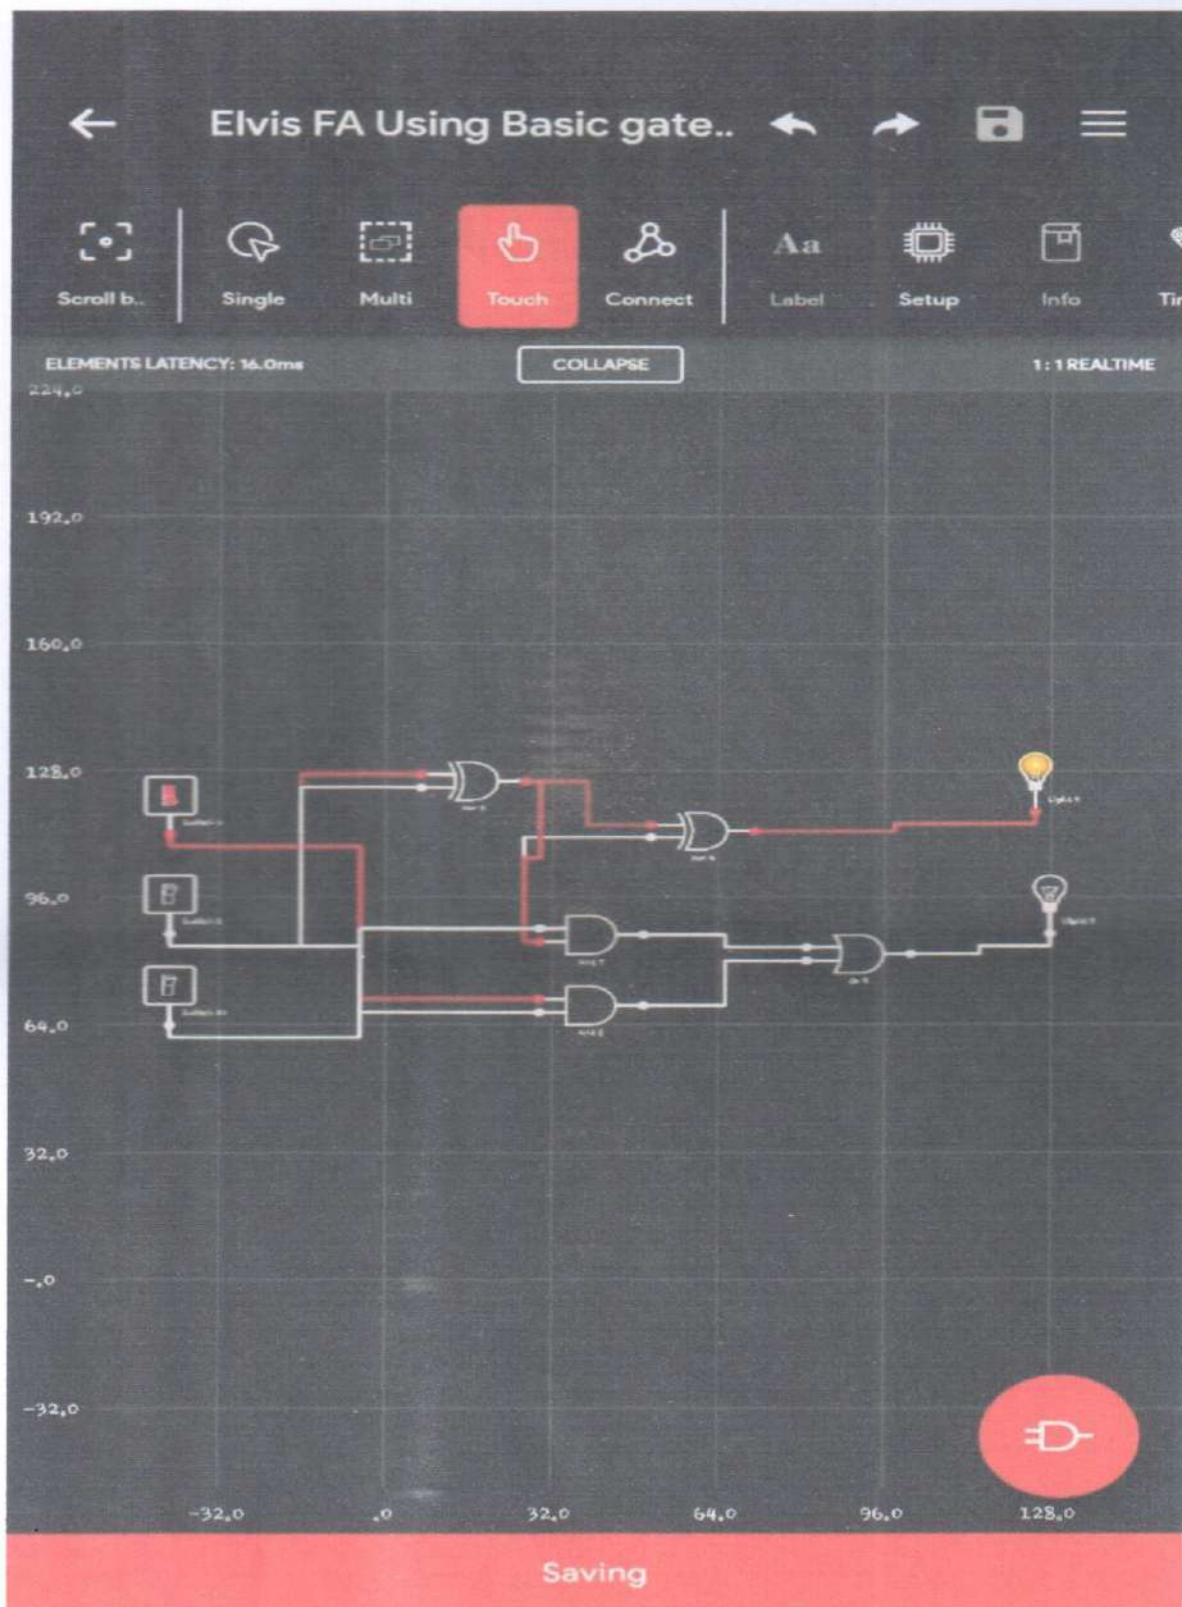 Elvis FA Using Basic gate..
Scroll b..
Single
Multi
Touch
Connect
Aa
Label
Setup
Info
ELEMENTS LATENCY: 16.0ms
COLLAPSE
1 : 1 REALTIME
224,0
192,0
160,0
128,0
96,0
64,0
32,0
-,0
-32,0
-32,0
,0
32,0
64,0
96,0
128,0
Saving